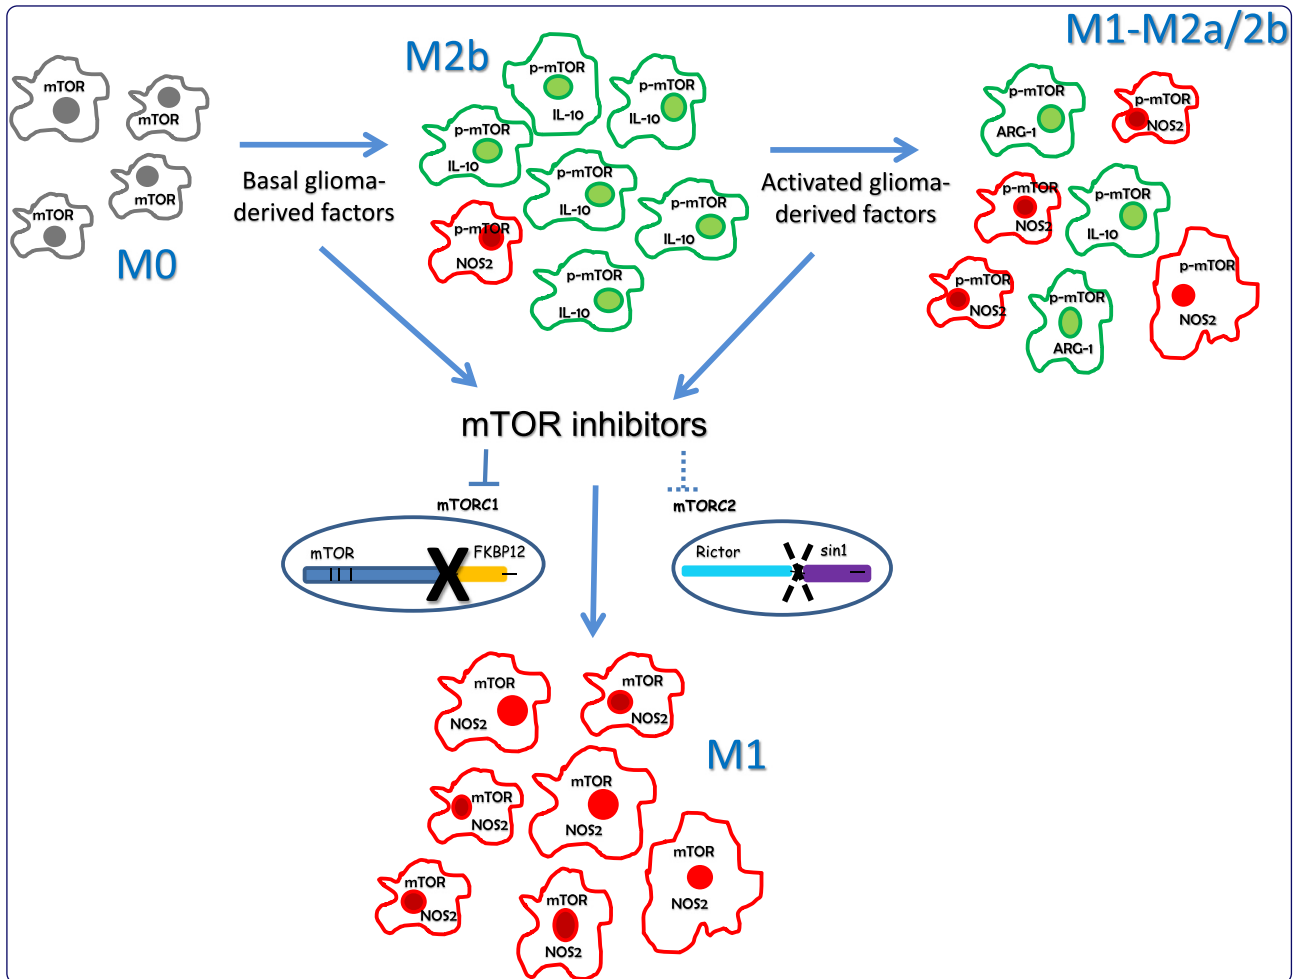 M0
mTOR
mTOR
mTOR
mTOR
Basal glioma-
derived factors
M2b
p-mTOR
IL-10
p-mTOR
IL-10
p-mTOR
IL-10
p-mTOR
IL-10
p-mTOR
IL-10
p-mTOR
NOS2
p-mTOR
IL-10
Activated glioma-
derived factors
M1-M2a/2b
p-mTOR
ARG-1
p-mTOR
NOS2
p-mTOR
NOS2
p-mTOR
IL-10
p-mTOR
NOS2
p-mTOR
NOS2
p-mTOR
ARG-1
mTOR inhibitors
mTORC1
mTOR
FKBP12
mTORC2
Rictor
sin1
M1
mTOR
NOS2
mTOR
NOS2
mTOR
NOS2
mTOR
NOS2
mTOR
NOS2
mTOR
NOS2
mTOR
NOS2